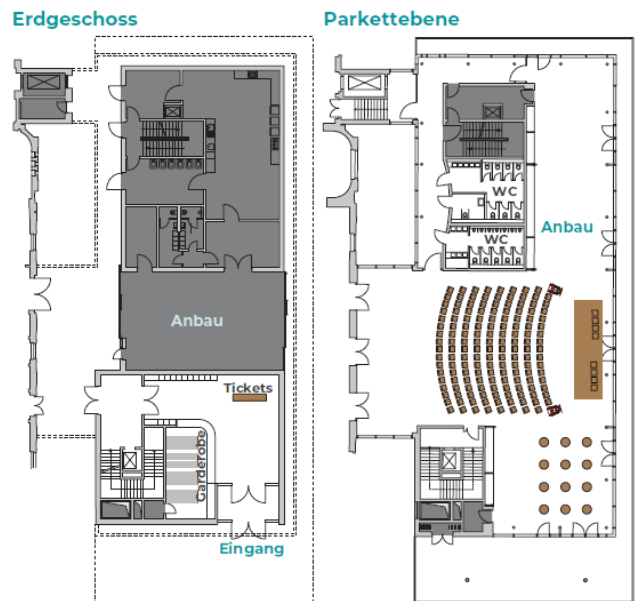 Erdgeschoss
Parkettebene
WC
Anbau
WC
Anbau
Tickets
Garderobe
Eingang